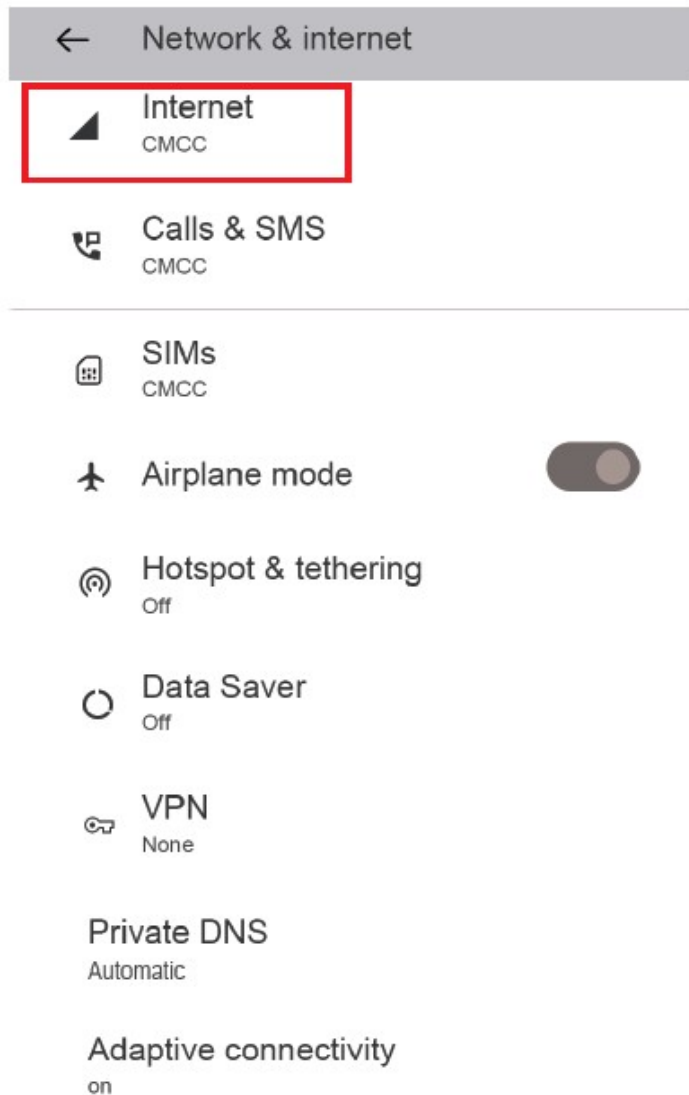 Network & internet
Internet
CMCC
Calls & SMS
CMCC
SIMs
CMCC
Airplane mode
Hotspot & tethering
Off
Data Saver
Off
VPN
None
Private DNS
Automatic
Adaptive connectivity
on